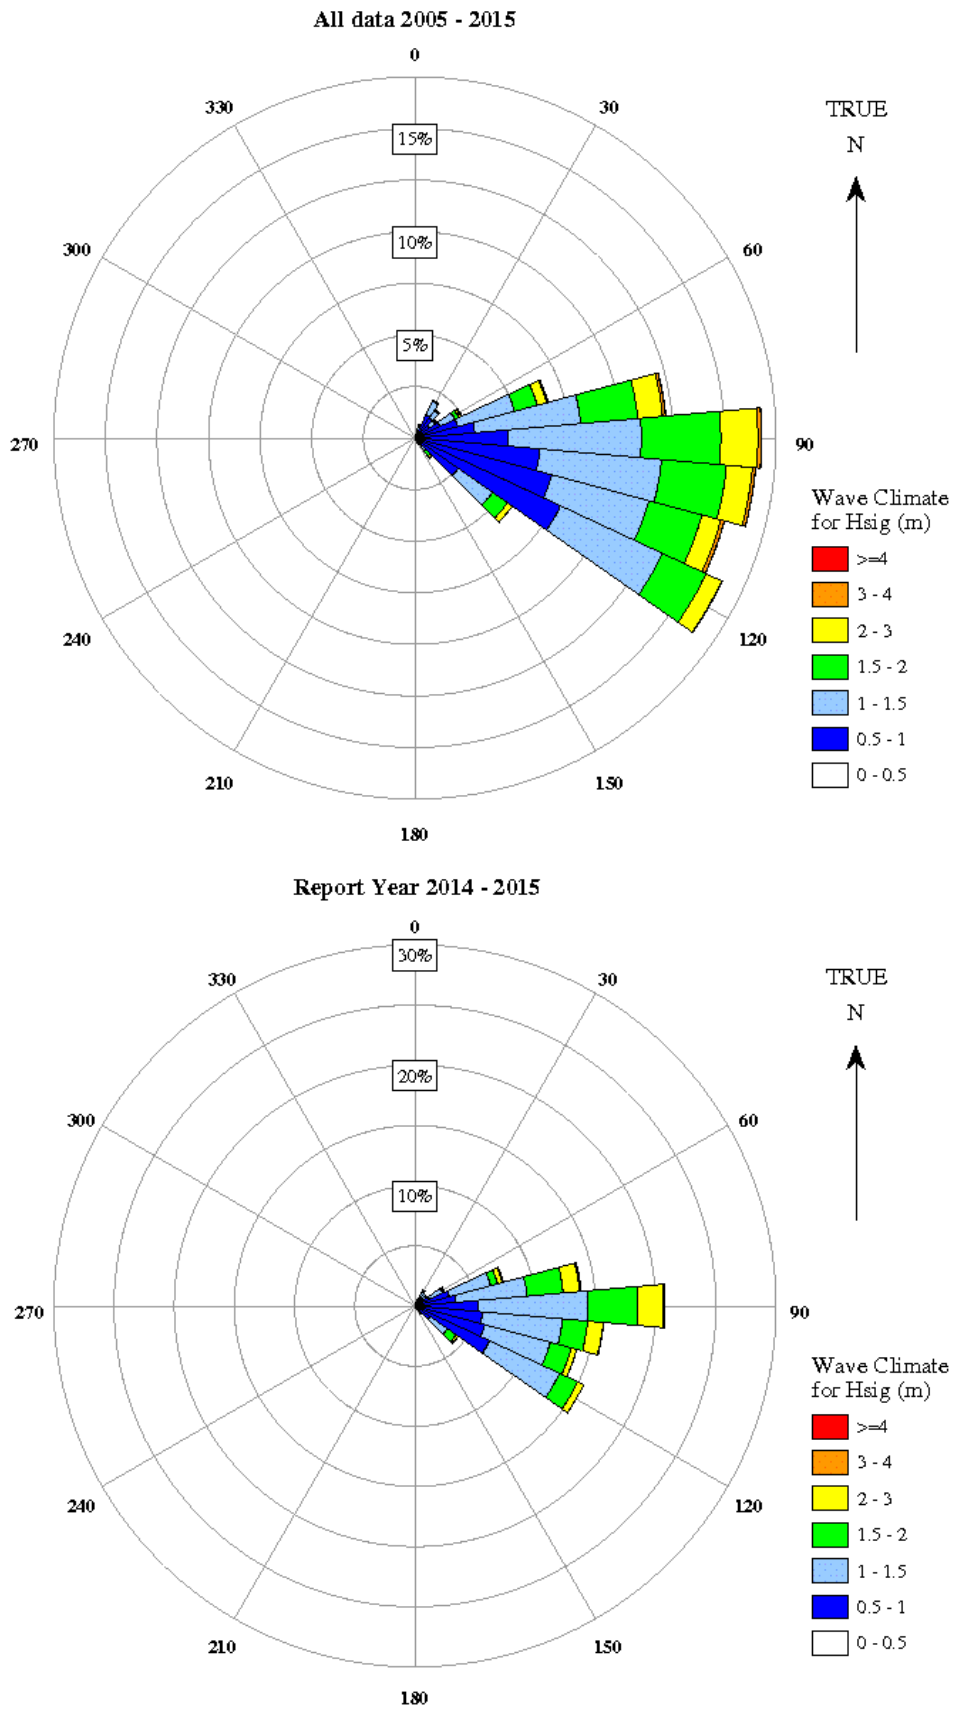 All data 2005 - 2015
0
330
30
TRUE
N
15%
10%
300
60
5%
270
90
Wave Climate
for Hsig (m)
>=4
3 - 4
2 - 3
1.5 - 2
1 - 1.5
0.5 - 1
0 - 0.5
240
120
210
150
180
Report Year 2014 - 2015
0
30%
330
30
TRUE
N
20%
300
60
10%
270
90
Wave Climate
for Hsig (m)
>=4
3 - 4
2 - 3
1.5 - 2
1 - 1.5
0.5 - 1
0 - 0.5
240
120
210
150
180